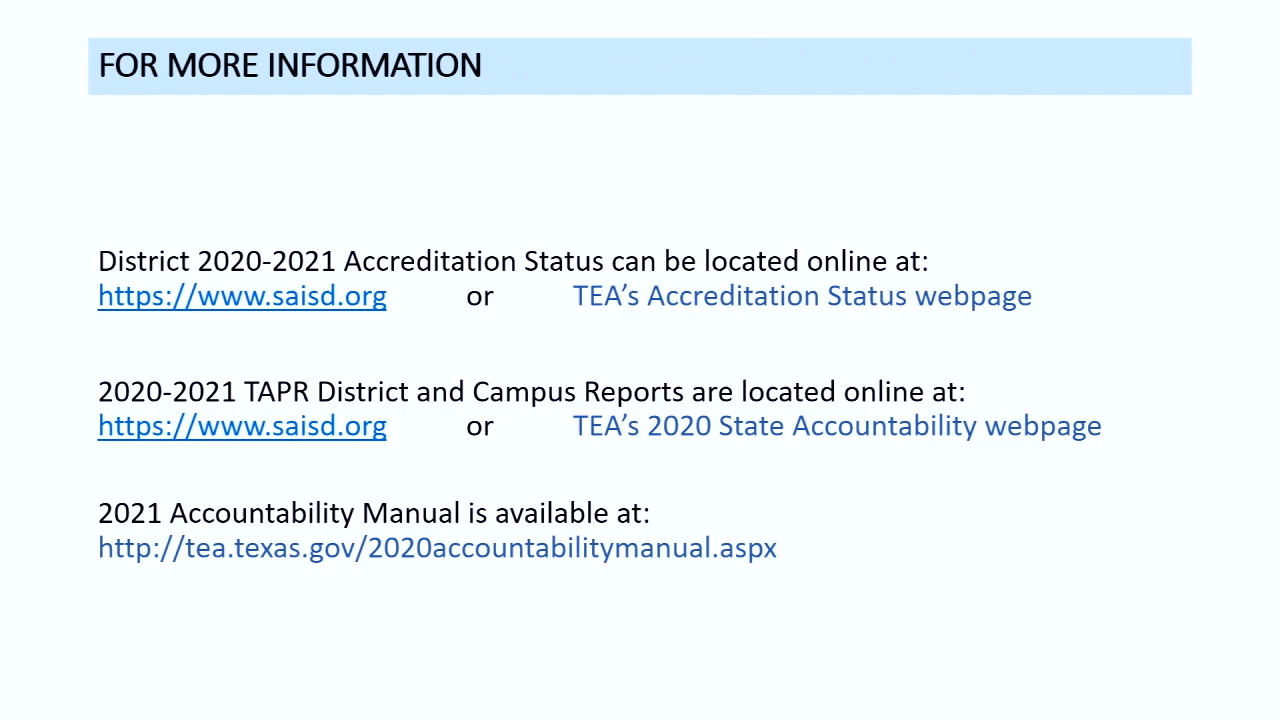 FOR MORE INFORMATION
District 2020-2021 Accreditation Status can be located online at:
https://www.saisd.org or TEA’s Accreditation Status webpage
2020-2021 TAPR District and Campus Reports are located online at:
https://www.saisd.org or TEA’s 2020 State Accountability webpage
2021 Accountability Manual is available at:
http://tea.texas.gov/2020accountabilitymanual.aspx